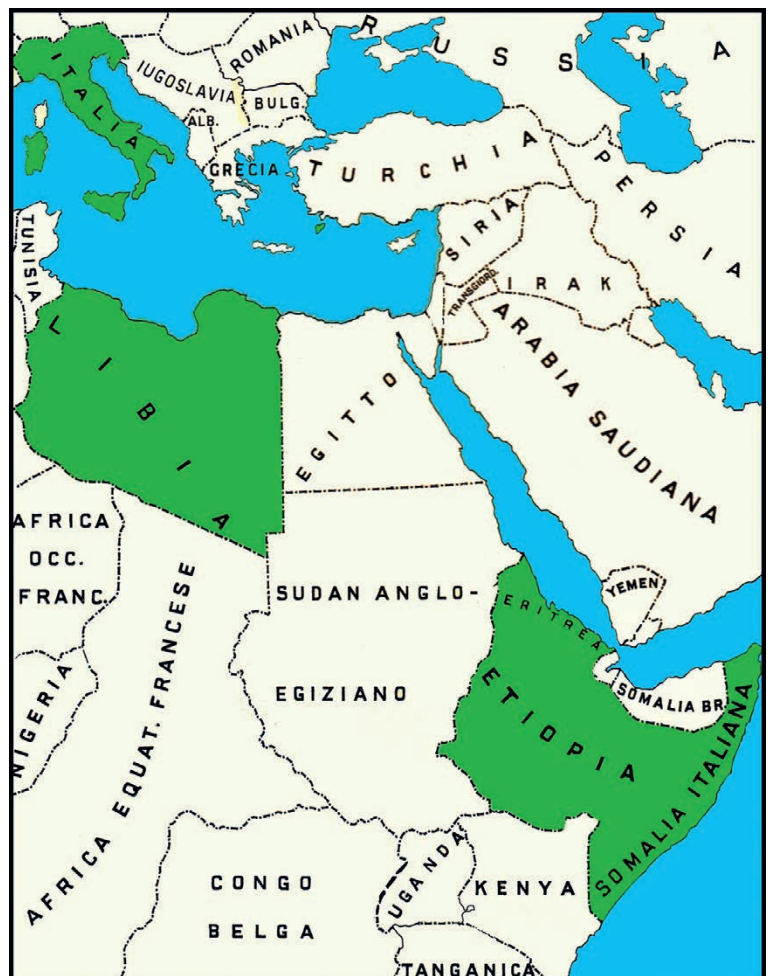 RUSSIA
ROMANIA
ITALIA
IUGOSLAVIA
BULG.
ALB.
GRECIA
TURCHIA
PERSIA
TUNISIA
SIRIA
TRANSGIORD.
IRAK
LIBIA
EGITTO
ARABIA SAUDIANA
AFRICA
OCC.
FRANC.
SUDAN ANGLO-
EGIZIANO
YEMEN
ERITREA
ETIOPIA
SOMALIA BR.
SOMALIA ITALIANA
NIGERIA
AFRICA EQUAT. FRANCESE
CONGO
BELGA
UGANDA
KENYA
TANGANICA